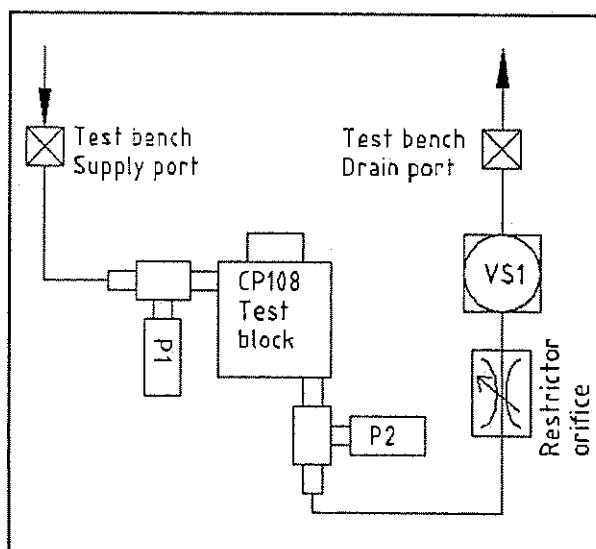 Test bench
Supply port
Test bench
Drain port
VS1
CP108
Test
block
P1
P2
Restrictor
orifice